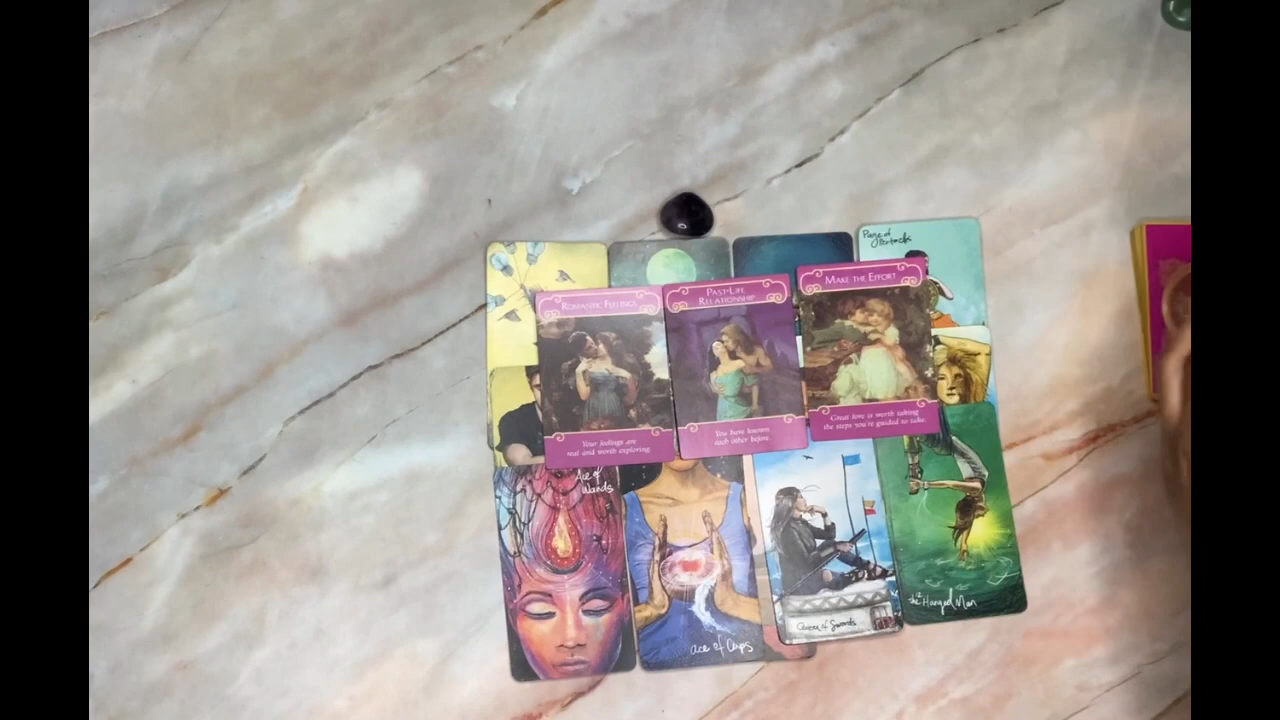 Page of
Pentacles
ROMANTIC FEELINGS
PAST-LIFE
RELATIONSHIP
MAKE THE EFFORT
Your feelings are
real and worth exploring.
You have known
each other before.
Great love is worth taking
the steps you're guided to take.
Ace of
Wands
ace of Cups
Queen of Swords
the Hanged Man